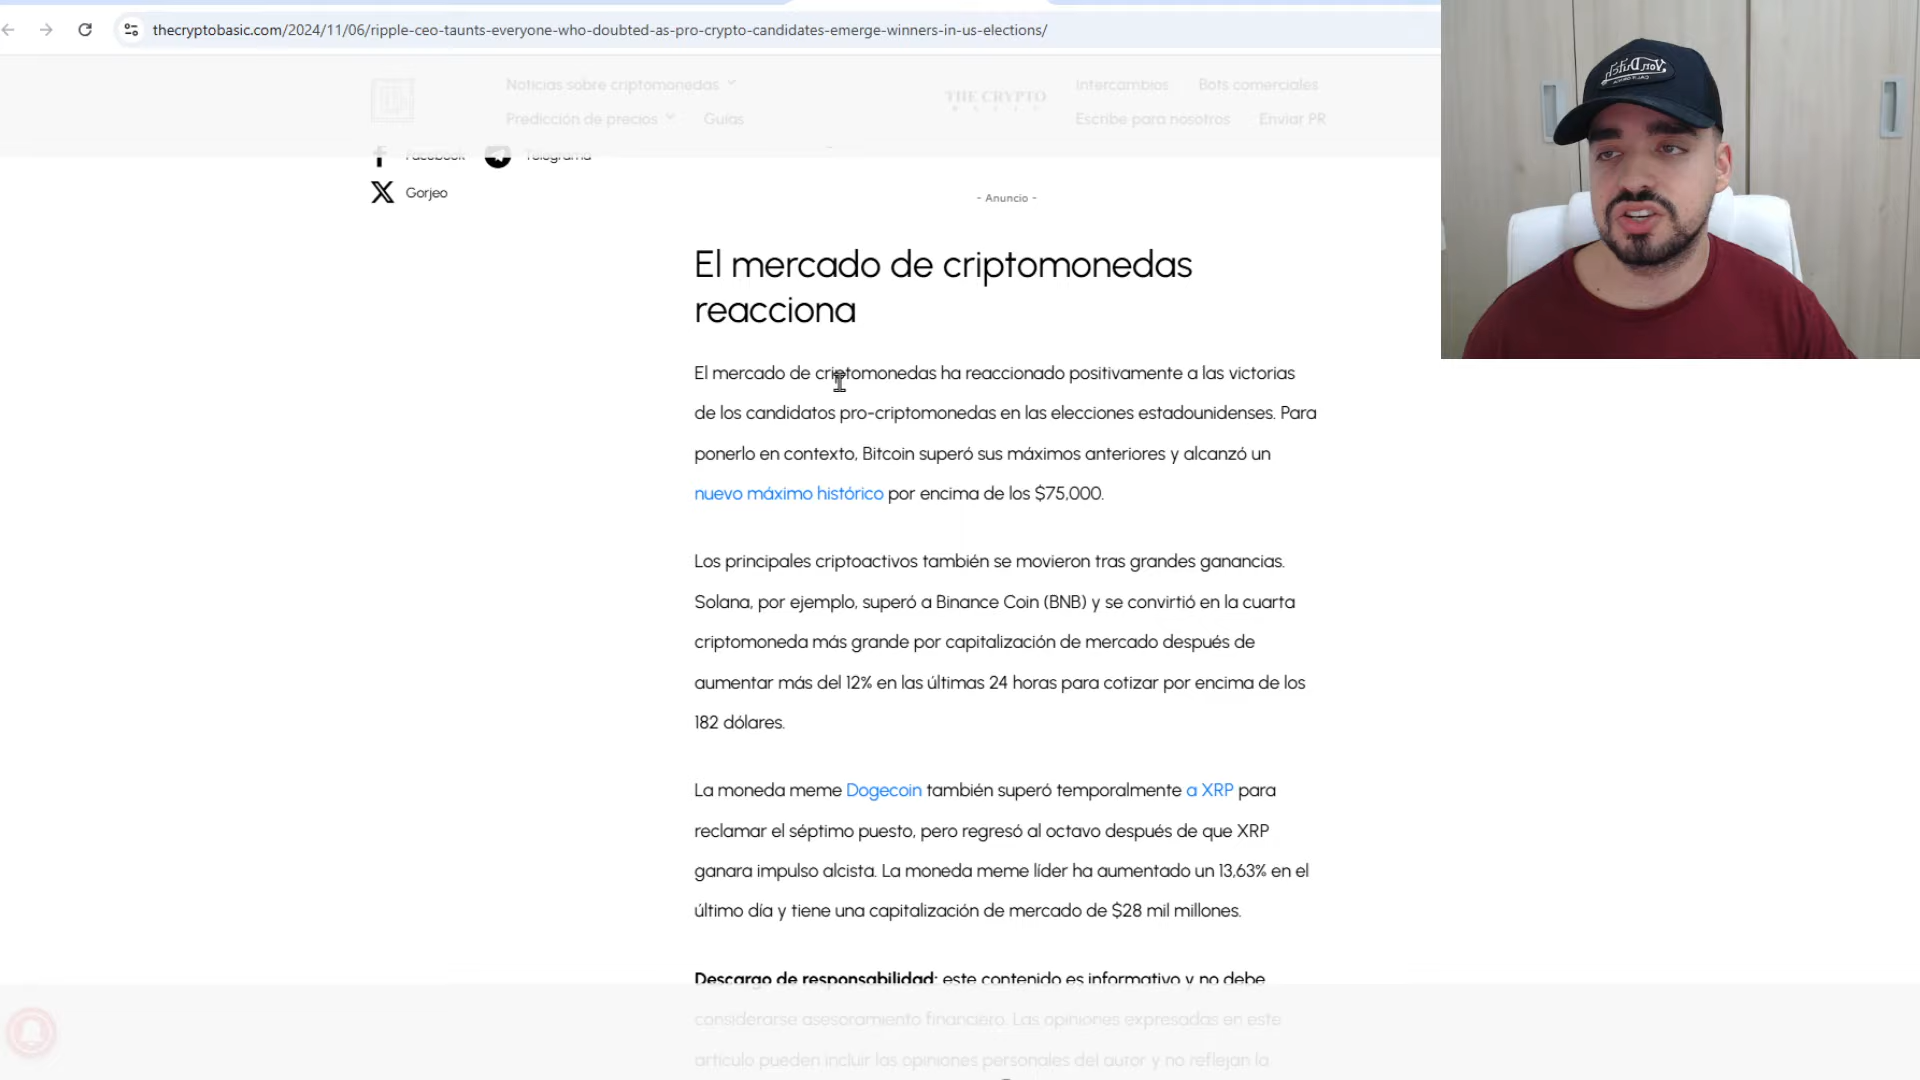 thecryptobasic.com/2024/11/06/ripple-ceo-taunts-everyone-who-doubted-as-pro-crypto-candidates-emerge-winners-in-us-elections/
Noticias sobre criptomonedas
Predicción de precios
Guías
THE CRYPTO
BASIC
Intercambios
Bots comerciales
Escribe para nosotros
Enviar PR
Facebook
Telegrama
Gorjeo
- Anuncio -
El mercado de criptomonedas
reacciona
El mercado de criptomonedas ha reaccionado positivamente a las victorias
de los candidatos pro-criptomonedas en las elecciones estadounidenses. Para
ponerlo en contexto, Bitcoin superó sus máximos anteriores y alcanzó un
nuevo máximo histórico por encima de los $75,000.
Los principales criptoactivos también se movieron tras grandes ganancias.
Solana, por ejemplo, superó a Binance Coin (BNB) y se convirtió en la cuarta
criptomoneda más grande por capitalización de mercado después de
aumentar más del 12% en las últimas 24 horas para cotizar por encima de los
182 dólares.
La moneda meme Dogecoin también superó temporalmente a XRP para
reclamar el séptimo puesto, pero regresó al octavo después de que XRP
ganara impulso alcista. La moneda meme líder ha aumentado un 13,63% en el
último día y tiene una capitalización de mercado de $28 mil millones.
Descargo de responsabilidad: este contenido es informativo y no debe
considerarse asesoramiento financiero. Las opiniones expresadas en este
artículo pueden incluir las opiniones personales del autor y no reflejan la
Von Dutch